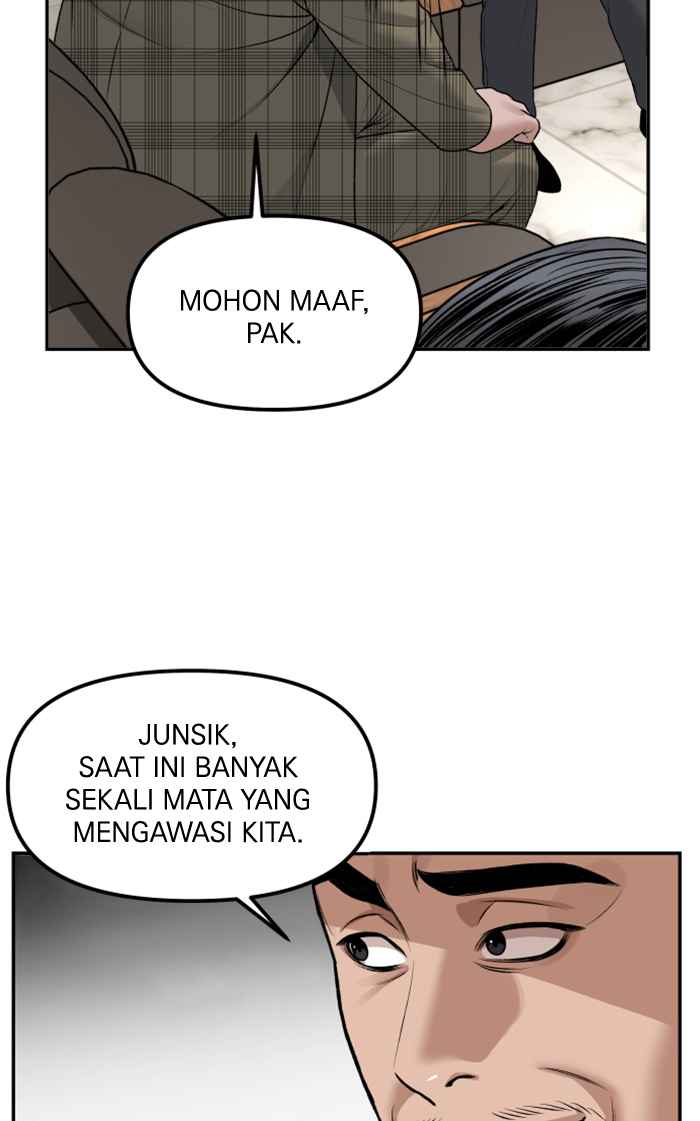 MOHON MAAF,
PAK.
JUNSIK,
SAAT INI BANYAK
SEKALI MATA YANG
MENGAWASI KITA.